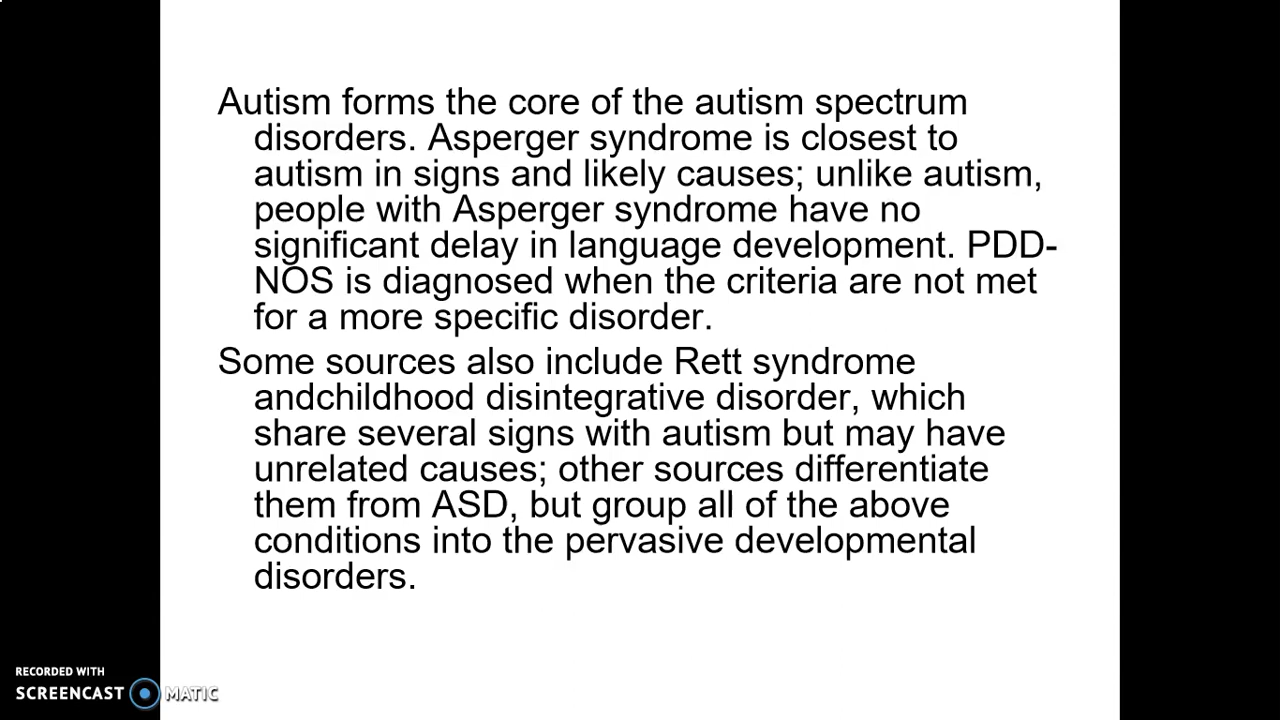 Autism forms the core of the autism spectrum
disorders. Asperger syndrome is closest to
autism in signs and likely causes; unlike autism,
people with Asperger syndrome have no
significant delay in language development. PDD-
NOS is diagnosed when the criteria are not met
for a more specific disorder.
Some sources also include Rett syndrome
andchildhood disintegrative disorder, which
share several signs with autism but may have
unrelated causes; other sources differentiate
them from ASD, but group all of the above
conditions into the pervasive developmental
disorders.
RECORDED WITH
SCREENCAST MATIC